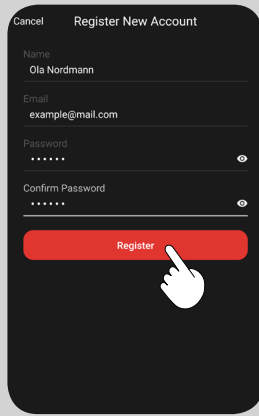 Cancel Register New Account
Name
Ola Nordmann
Email
example@mail.com
Password
••••••
Confirm Password
••••••
Register